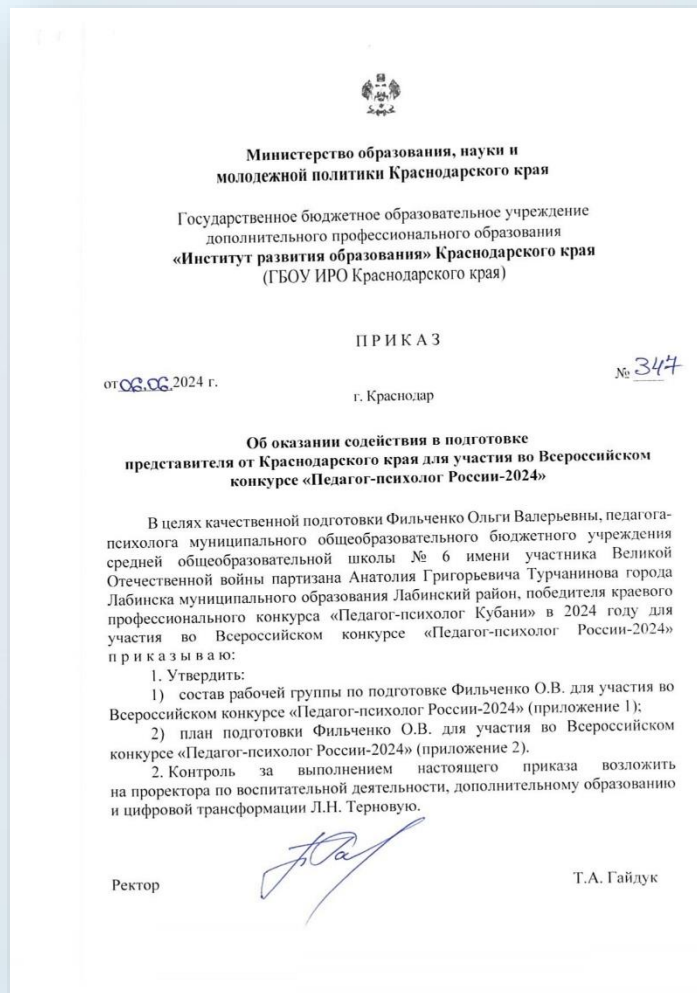 Министерство образования, науки и
молодежной политики Краснодарского края
Государственное бюджетное образовательное учреждение
дополнительного профессионального образования
«Институт развития образования» Краснодарского края
(ГБОУ ИРО Краснодарского края)
П Р И К А З
от 06.06.2024 г.
№ 347
г. Краснодар
Об оказании содействия в подготовке
представителя от Краснодарского края для участия во Всероссийском
конкурсе «Педагог-психолог России-2024»
В целях качественной подготовки Фильченко Ольги Валерьевны, педагога-
психолога муниципального общеобразовательного бюджетного учреждения
средней общеобразовательной школы № 6 имени участника Великой
Отечественной войны партизана Анатолия Григорьевича Турчанинова города
Лабинска муниципального образования Лабинский район, победителя краевого
профессионального конкурса «Педагог-психолог Кубани» в 2024 году для
участия во Всероссийском конкурсе «Педагог-психолог России-2024»
п р и к а з ы в а ю:
1. Утвердить:
1) состав рабочей группы по подготовке Фильченко О.В. для участия во
Всероссийском конкурсе «Педагог-психолог России-2024» (приложение 1);
2) план подготовки Фильченко О.В. для участия во Всероссийском
конкурсе «Педагог-психолог России-2024» (приложение 2).
2. Контроль за выполнением настоящего приказа возложить
на проректора по воспитательной деятельности, дополнительному образованию
и цифровой трансформации Л.Н. Терновую.
Ректор
Т.А. Гайдук